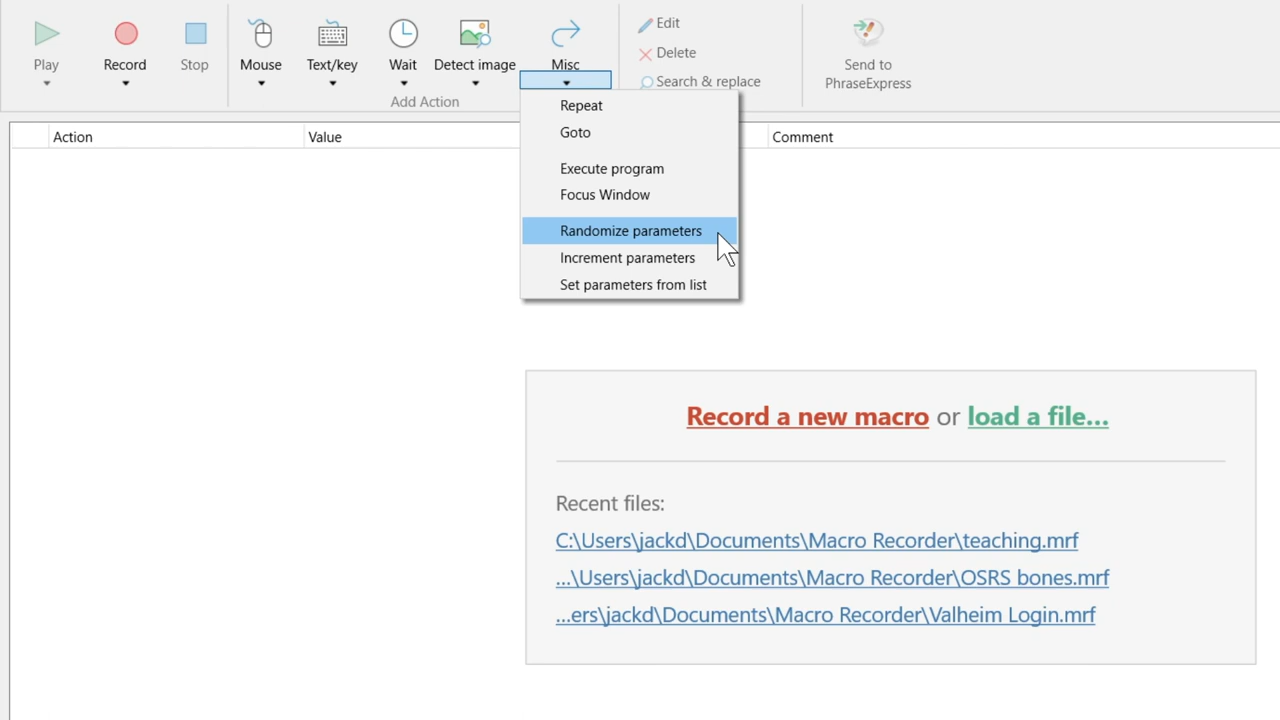 Play
Record
Stop
Mouse
Text/key
Wait
Detect image
Misc
Add Action
Edit
Delete
Search & replace
Send to
PhraseExpress
Repeat
Goto
Execute program
Focus Window
Randomize parameters
Increment parameters
Set parameters from list
Action
Value
Comment
Record a new macro or load a file...
Recent files:
C:\Users\jackd\Documents\Macro Recorder\teaching.mrf
...\Users\jackd\Documents\Macro Recorder\OSRS bones.mrf
...ers\jackd\Documents\Macro Recorder\Valheim Login.mrf